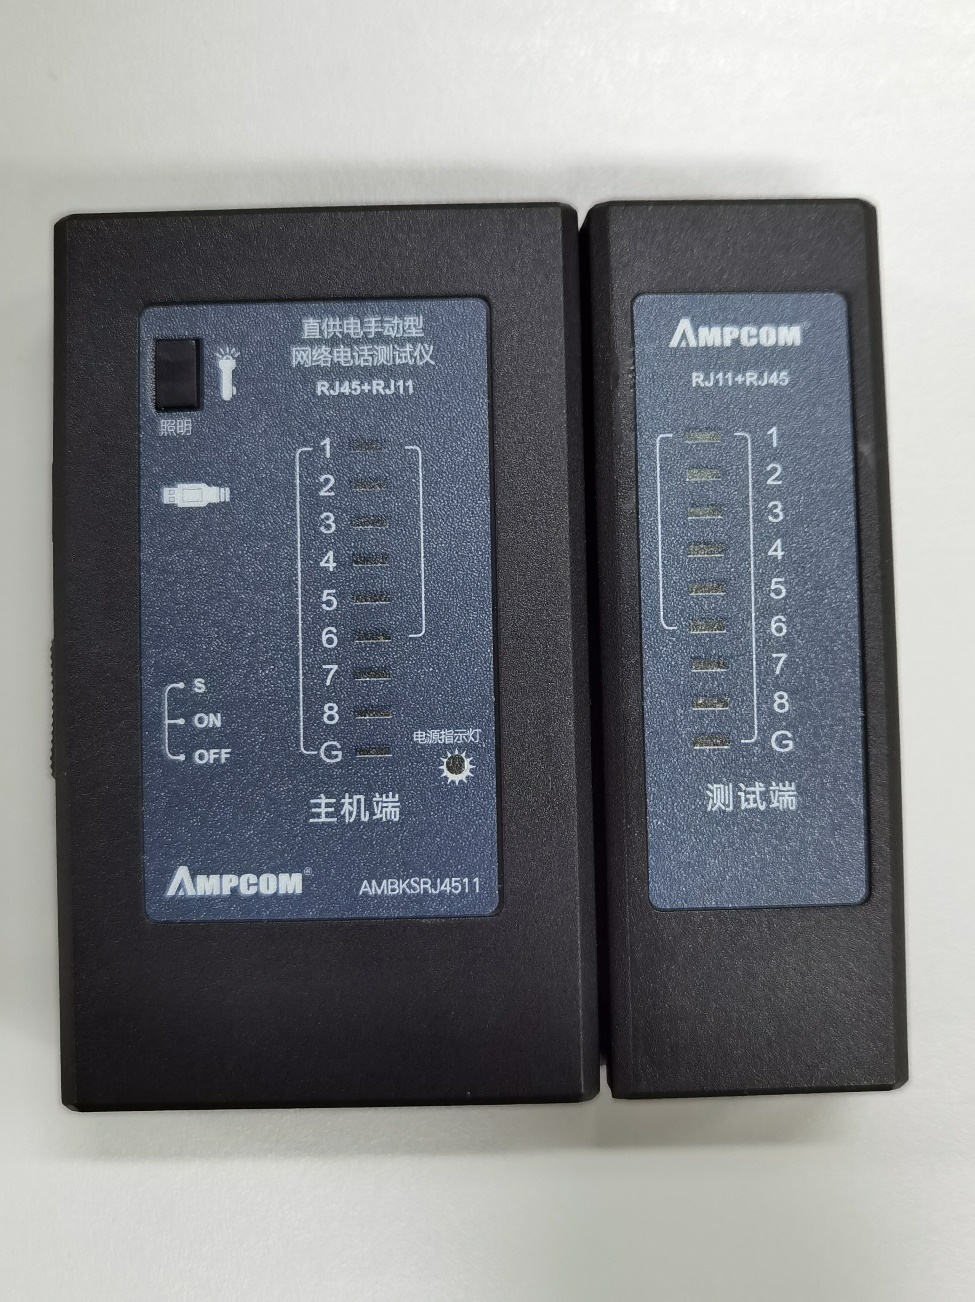 直供电手动型
网络电话测试仪
RJ45+RJ11
照明
1
2
3
4
5
6
7
8
G
S
ON
OFF
电源指示灯
主机端
AMPCOM®
AMBKSRJ4511
AMPCOM
RJ11+RJ45
1
2
3
4
5
6
7
8
G
测试端